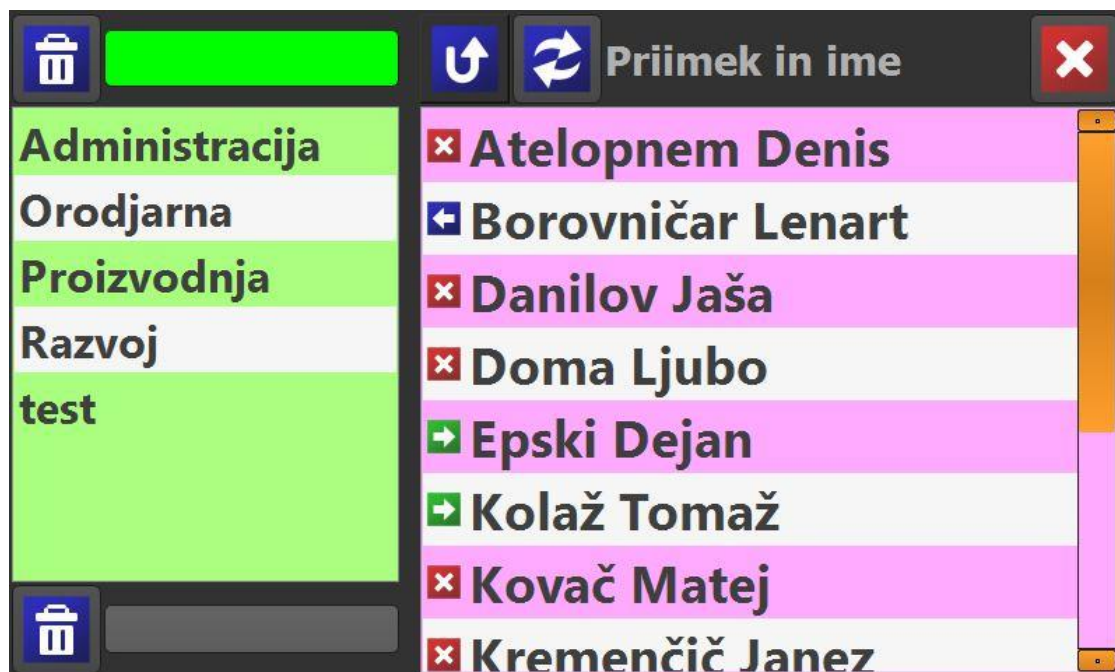 Priimek in ime
Administracija
Orodjarna
Proizvodnja
Razvoj
test
Atelopnem Denis
Borovničar Lenart
Danilov Jaša
Doma Ljubo
Epski Dejan
Kolaž Tomaž
Kovač Matej
Kremenčič Janez